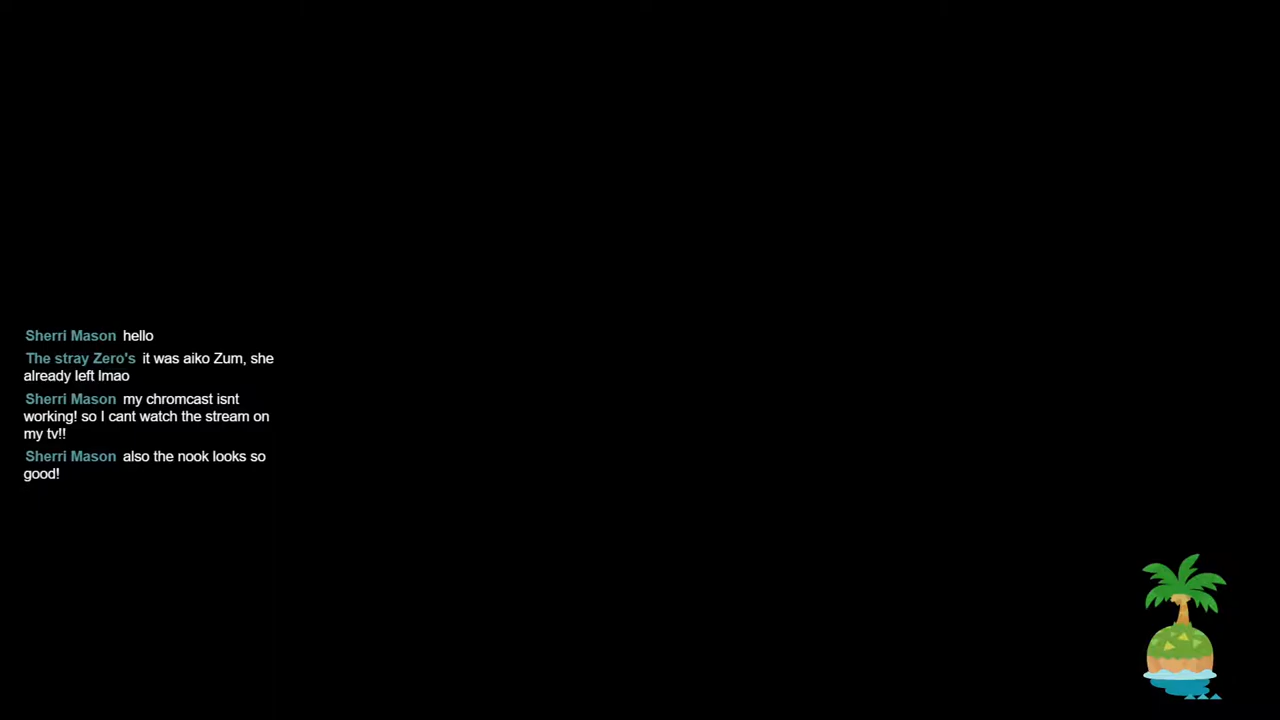 Sherri Mason hello
The stray Zero's it was aiko Zum, she
already left lmao
Sherri Mason my chromcast isnt
working! so I cant watch the stream on
my tv!!
Sherri Mason also the nook looks so
good!